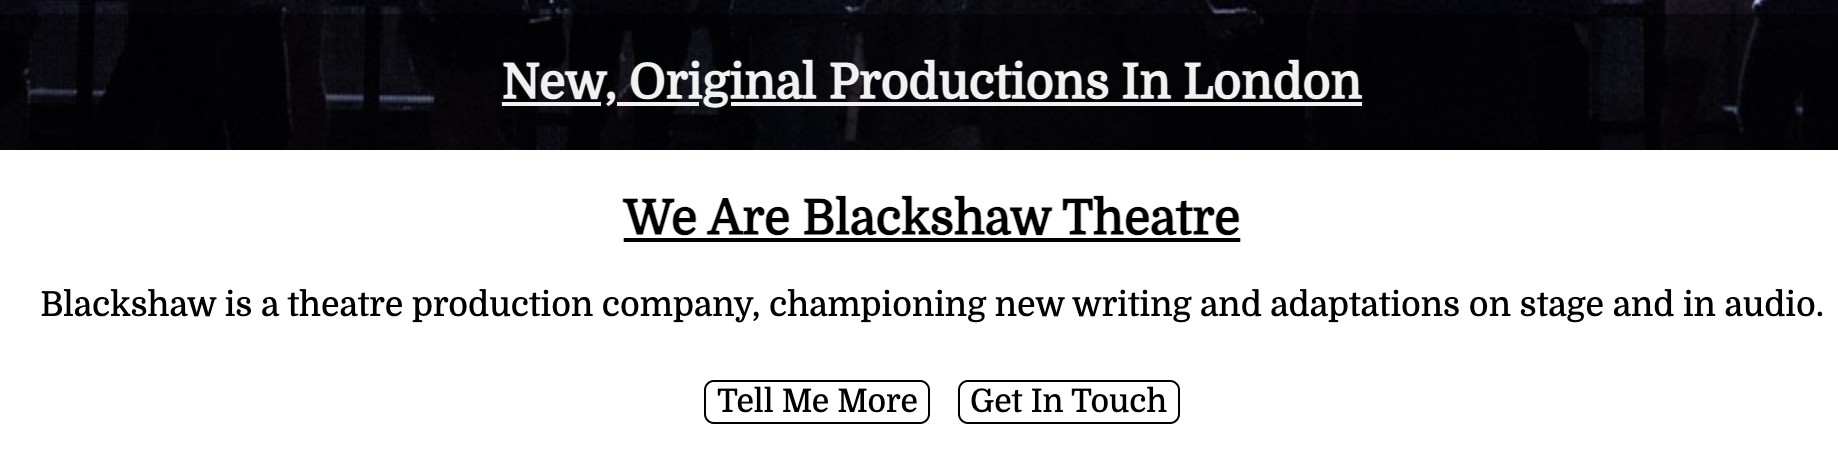 New, Original Productions In London
We Are Blackshaw Theatre
Blackshaw is a theatre production company, championing new writing and adaptations on stage and in audio.
Tell Me More
Get In Touch